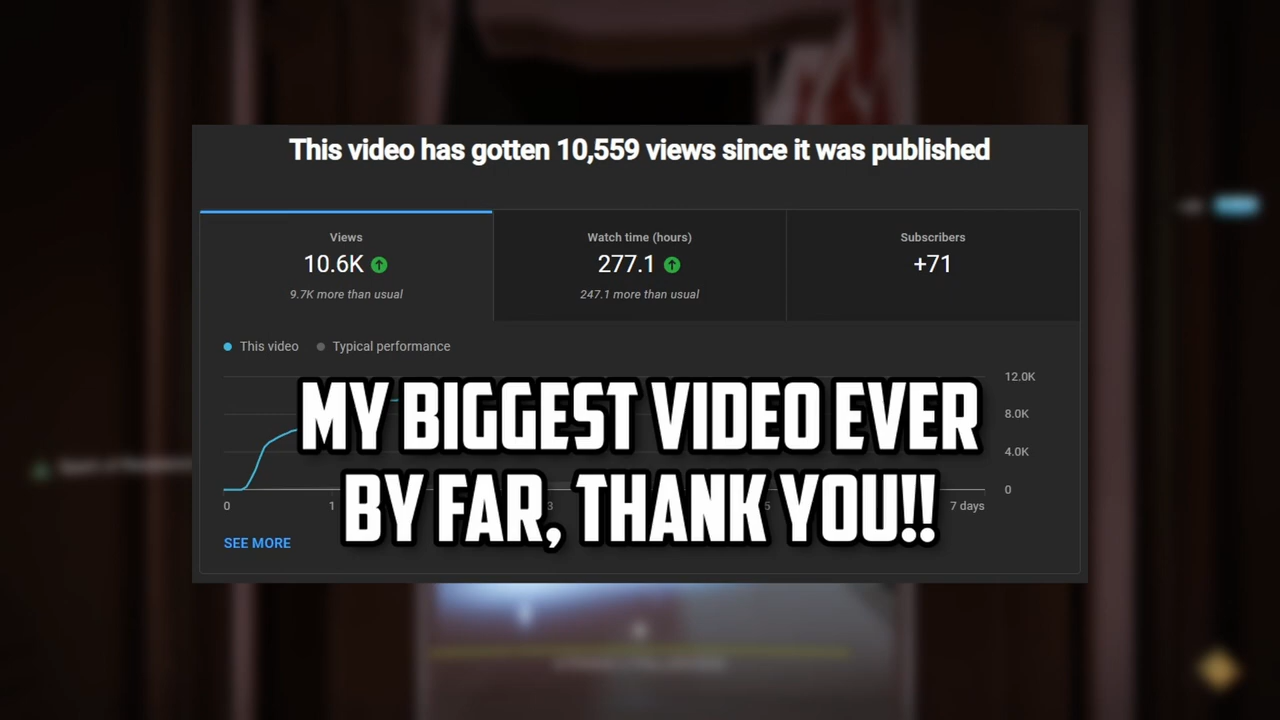 This video has gotten 10,559 views since it was published
Views
Watch time (hours)
Subscribers
10.6K
277.1
+71
9.7K more than usual
247.1 more than usual
This video
Typical performance
12.0K
MY BIGGEST VIDEO EVER
8.0K
4.0K
BY FAR, THANK YOU!!
0
0
1
3
5
7 days
SEE MORE